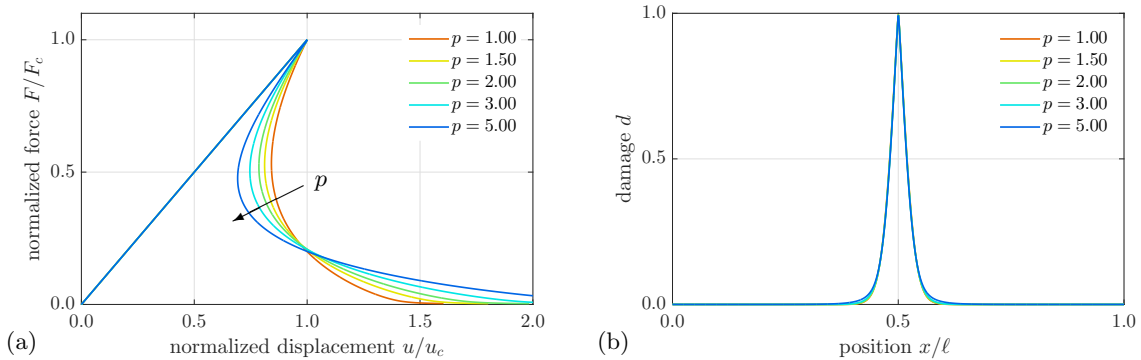 1.0
0.5
0.0
normalized force F/F_c
p = 1.00
p = 1.50
p = 2.00
p = 3.00
p = 5.00
p
0.0 0.5 1.0 1.5 2.0
normalized displacement u/u_c
(a)
1.0
0.5
0.0
damage d
p = 1.00
p = 1.50
p = 2.00
p = 3.00
p = 5.00
0.0 0.5 1.0
position x/ℓ
(b)